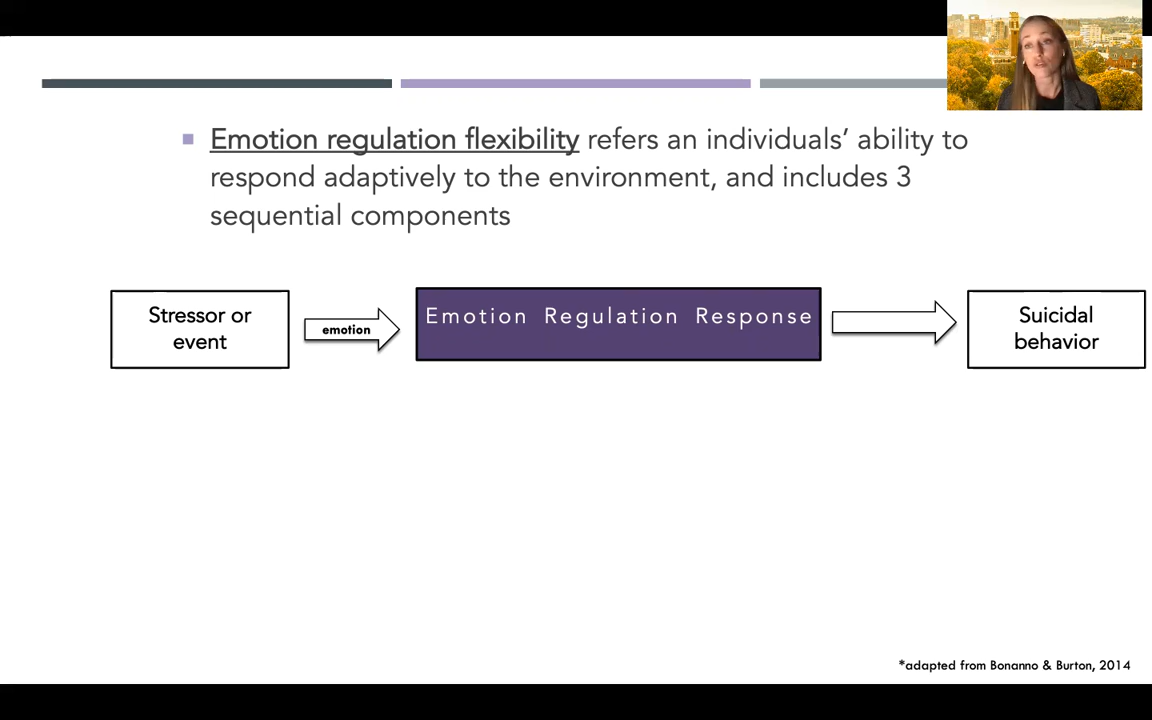 Emotion regulation flexibility refers an individuals’ ability to
respond adaptively to the environment, and includes 3
sequential components
Stressor or
event
emotion
Emotion Regulation Response
Suicidal
behavior
*adapted from Bonanno & Burton, 2014